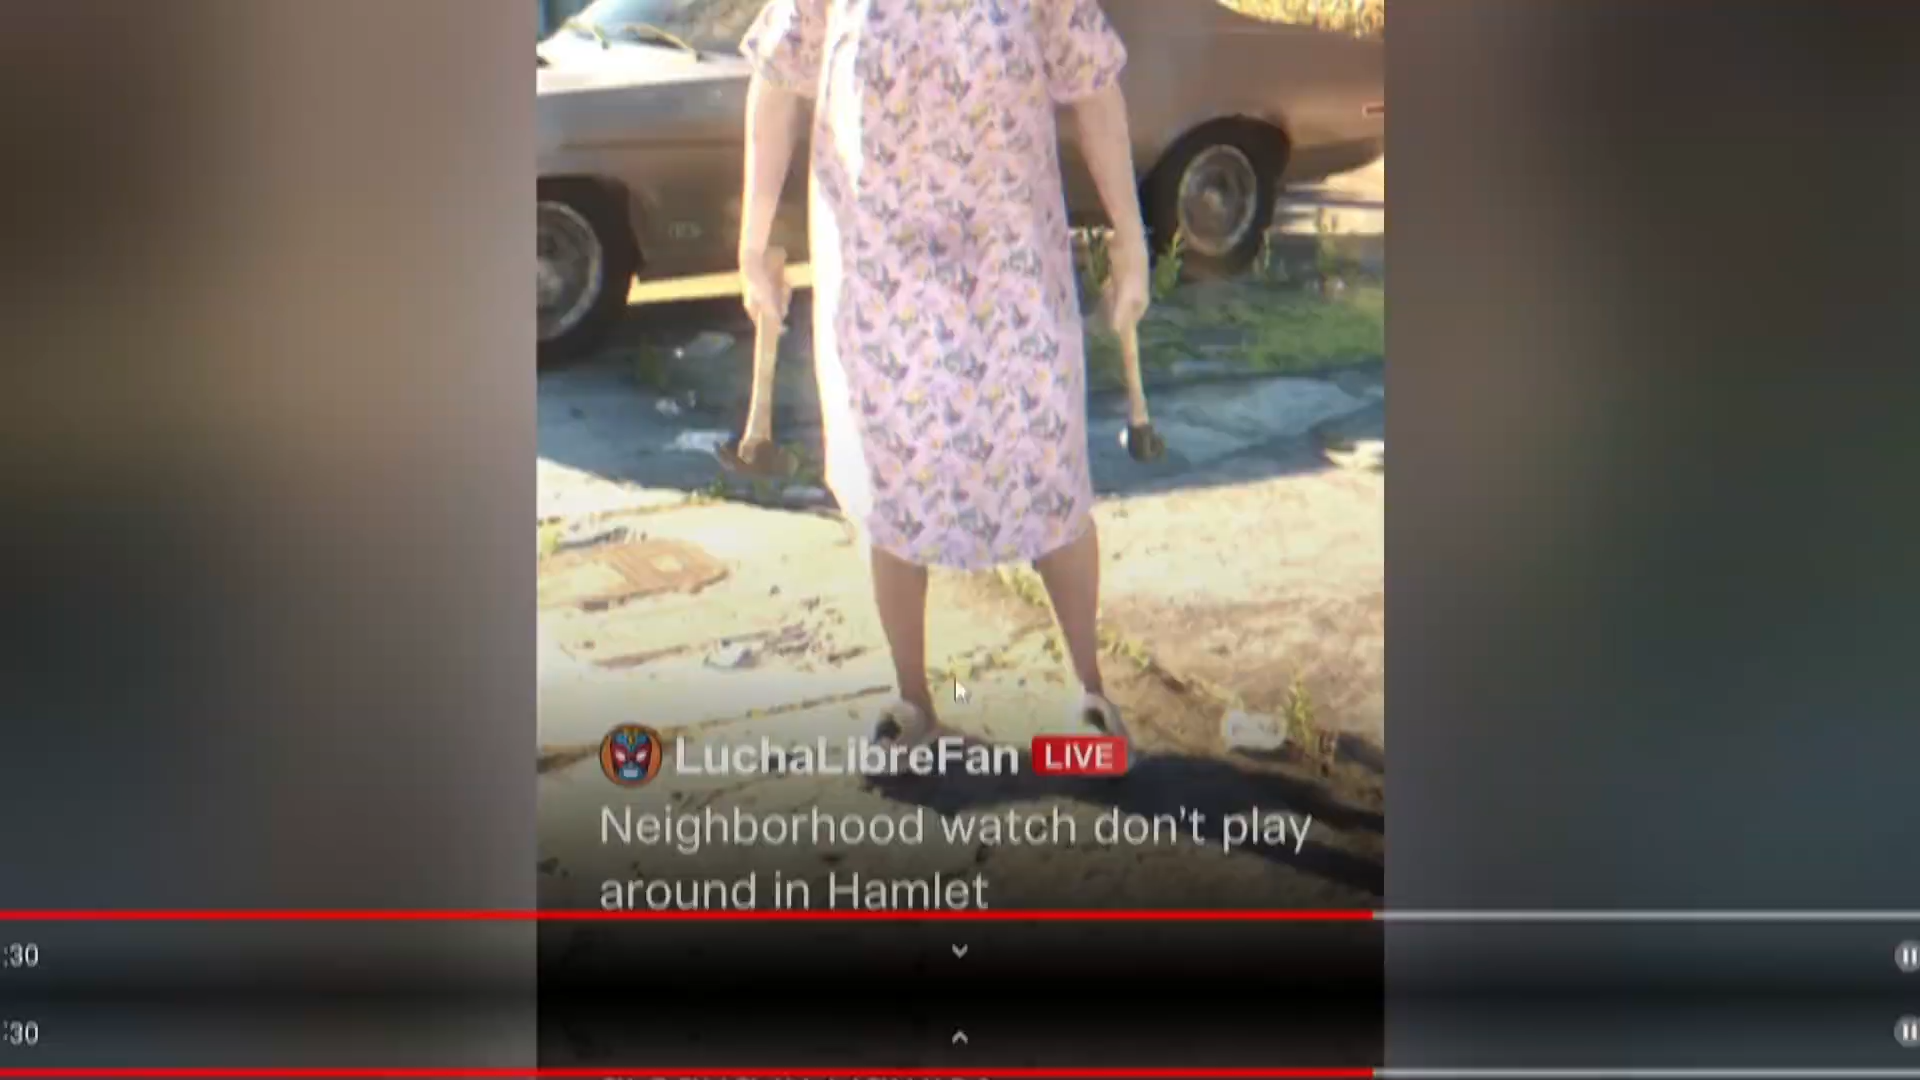 LuchaLibreFan LIVE
Neighborhood watch don't play
around in Hamlet
:30
:30